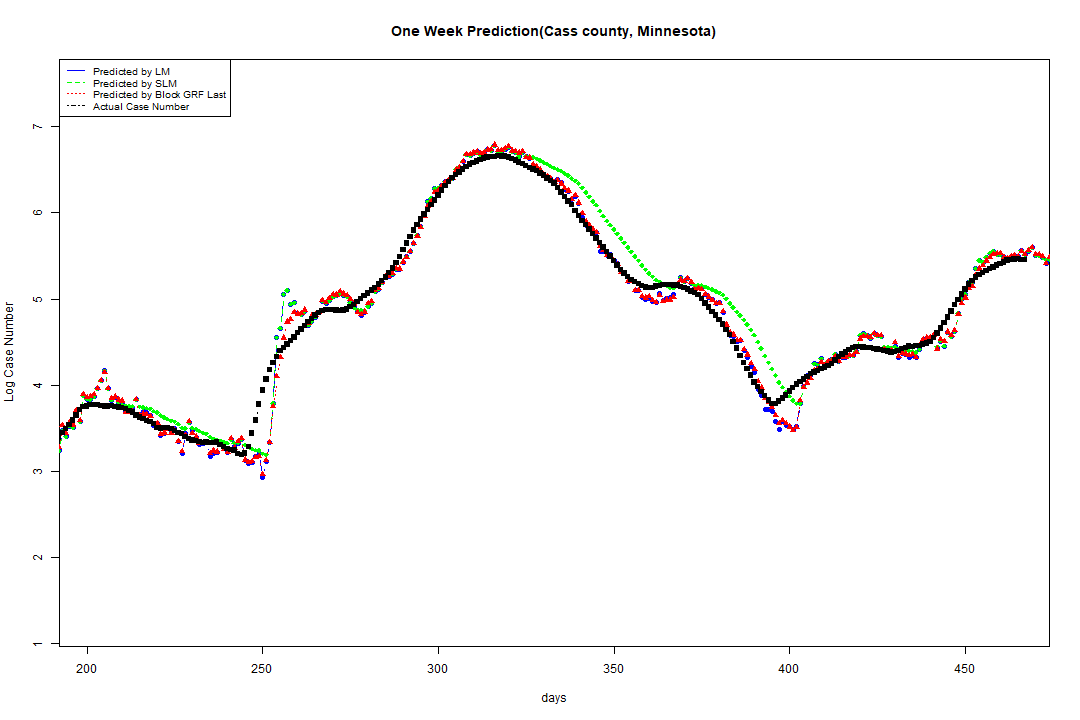 One Week Prediction(Cass county, Minnesota)
Predicted by LM
Predicted by SLM
Predicted by Block GRF Last
Actual Case Number
Log Case Number
7
6
5
4
3
2
1
200 250 300 350 400 450
days